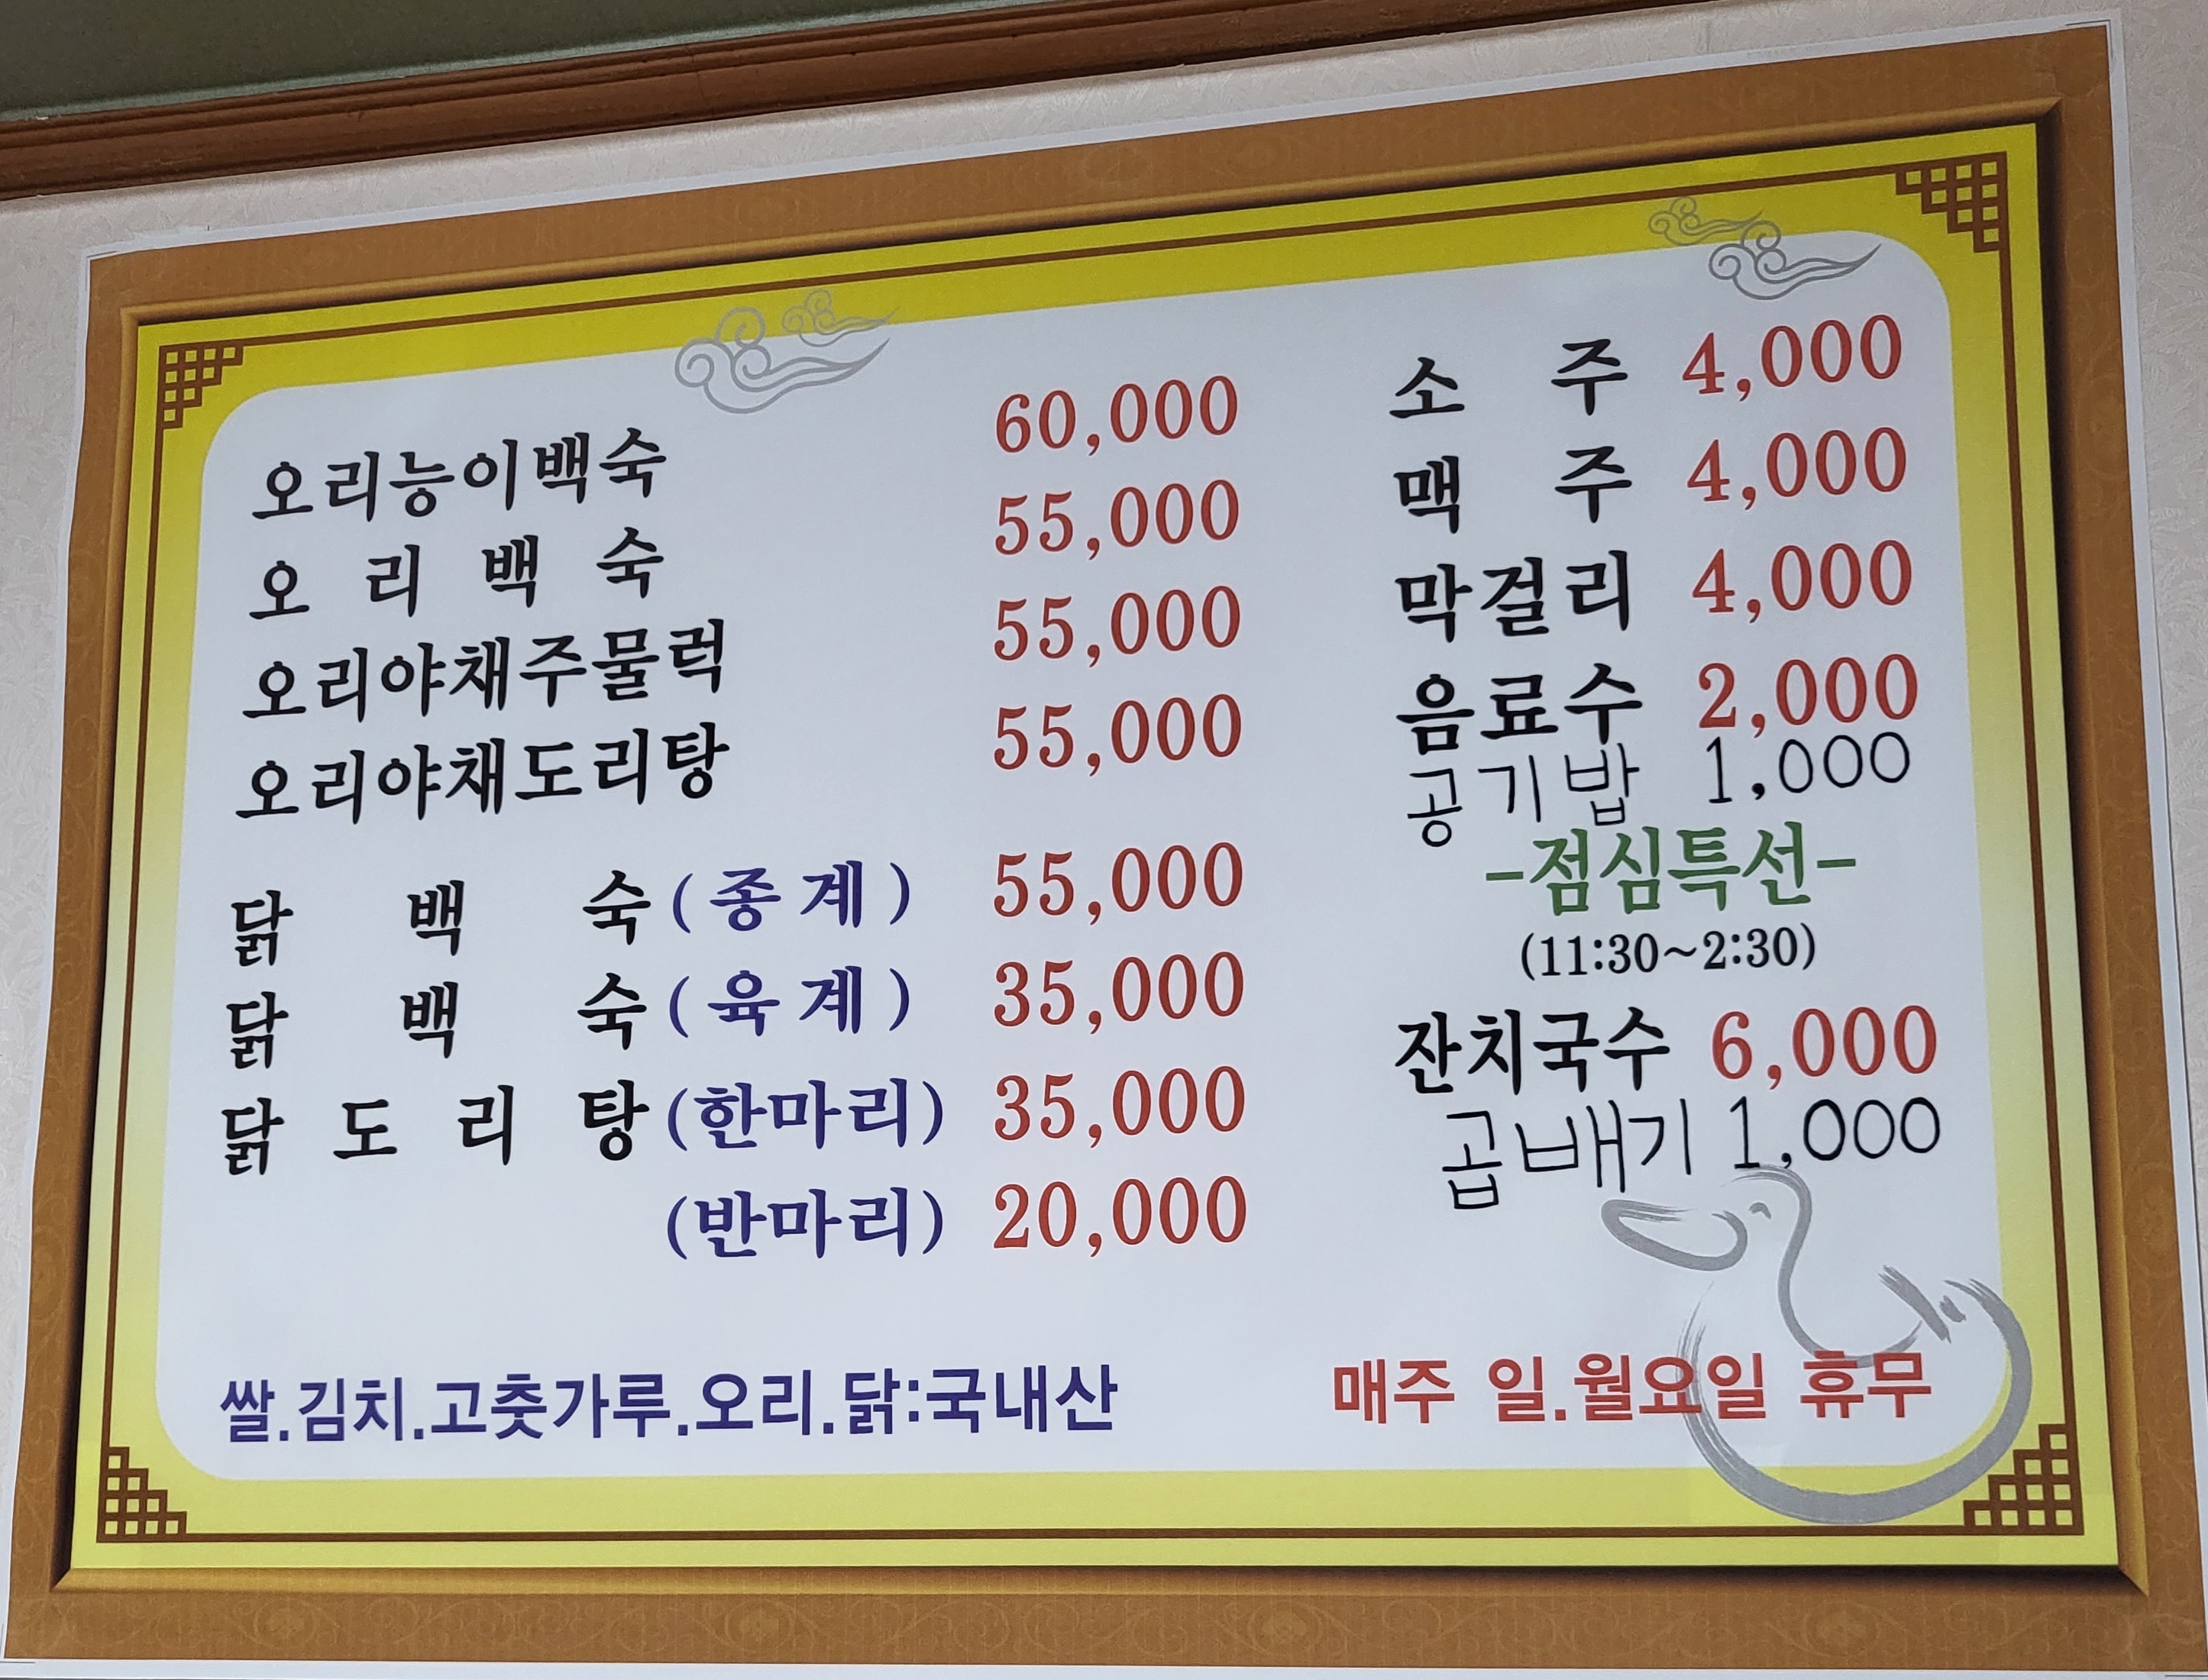 오리능이백숙 60,000
오 리 백 숙 55,000
오리야채주물럭 55,000
오리야채도리탕 55,000
닭 백 숙 (종계) 55,000
닭 백 숙 (육계) 35,000
닭 도 리 탕 (한마리) 35,000
(반마리) 20,000
쌀.김치.고춧가루.오리.닭:국내산
소 주 4,000
맥 주 4,000
막걸리 4,000
음료수 2,000
공기밥 1,000
-점심특선-
(11:30~2:30)
잔치국수 6,000
곱배기 1,000
매주 일.월요일 휴무